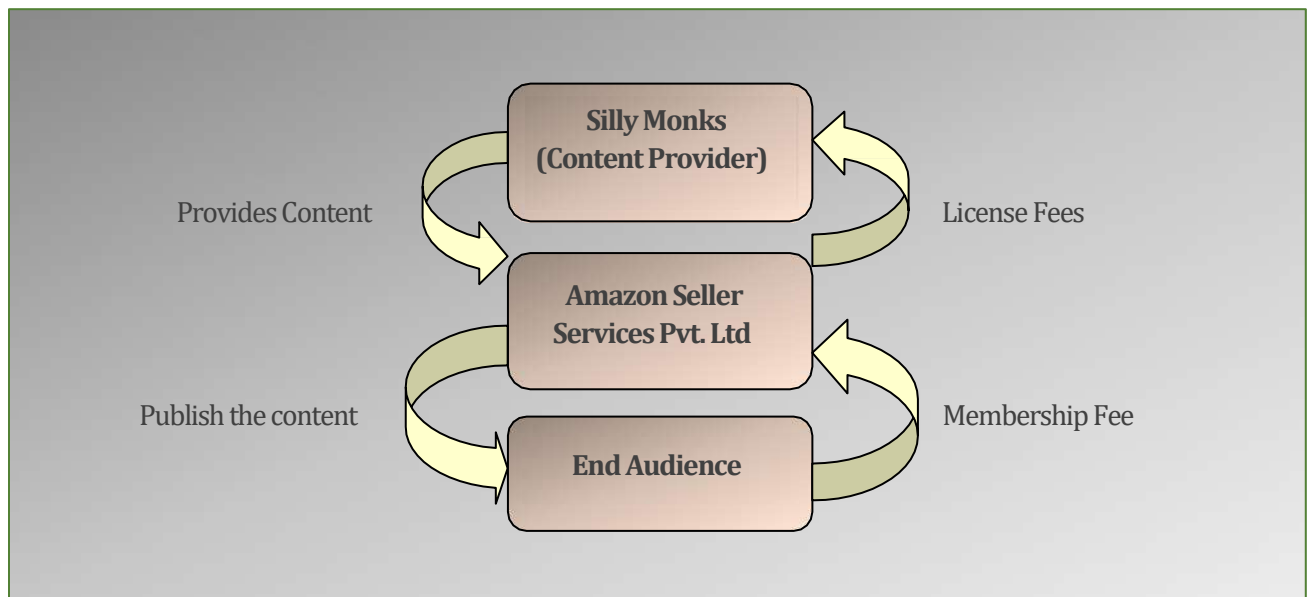 Silly Monks
(Content Provider)
Provides Content
License Fees
Amazon Seller
Services Pvt. Ltd
Publish the content
Membership Fee
End Audience